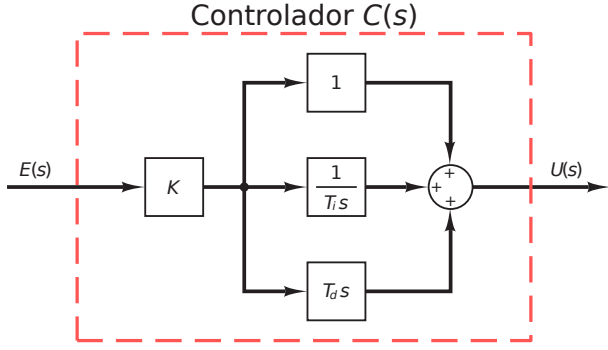 Controlador C(s)
E(s)
K
1
1
T_i s
T_d s
+
+
+
U(s)